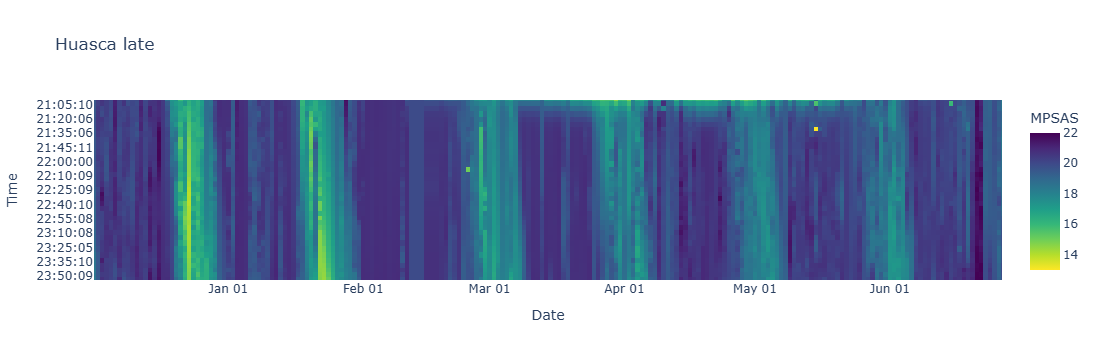 Huasca late
21:05:10
21:20:06
21:35:06
21:45:11
22:00:00
22:10:09
22:25:09
22:40:10
22:55:08
23:10:08
23:25:05
23:35:10
23:50:09
Time
Jan 01
Feb 01
Mar 01
Apr 01
May 01
Jun 01
Date
MPSAS
22
20
18
16
14